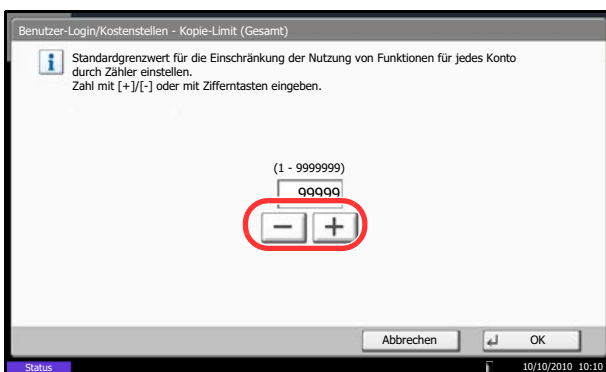 Benutzer-Login/Kostenstellen - Kopie-Limit (Gesamt)
Standardgrenzwert für die Einschränkung der Nutzung von Funktionen für jedes Konto
durch Zähler einstellen.
Zahl mit [+]/[-] oder mit Zifferntasten eingeben.
(1 - 9999999)
99999
− +
Abbrechen OK
Status 10/10/2010 10:10